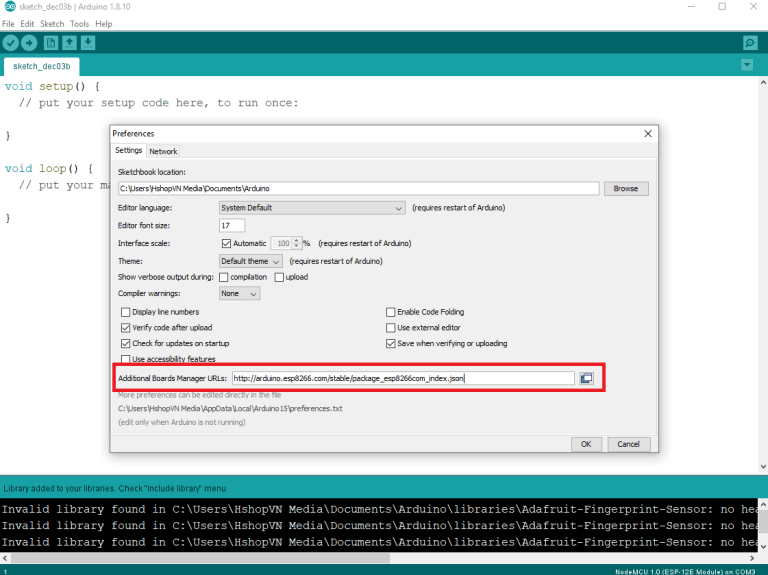 sketch_dec03b | Arduino 1.8.10
File Edit Sketch Tools Help
sketch_dec03b
void setup() {
// put your setup code here, to run once:
}
void loop() {
// put your ma
}
Preferences
Settings Network
Sketchbook location:
C:\Users\HshopVN Media\Documents\Arduino Browse
Editor language: System Default (requires restart of Arduino)
Editor font size: 17
Interface scale: Automatic 100 % (requires restart of Arduino)
Theme: Default theme (requires restart of Arduino)
Show verbose output during: compilation upload
Compiler warnings: None
Display line numbers Enable Code Folding
Verify code after upload Use external editor
Check for updates on startup Save when verifying or uploading
Use accessibility features
Additional Boards Manager URLs: http://arduino.esp8266.com/stable/package_esp8266com_index.json
More preferences can be edited directly in the file
C:\Users\HshopVN Media\AppData\Local\Arduino15\preferences.txt
(edit only when Arduino is not running)
OK Cancel
Library added to your libraries. Check "Include library" menu
Invalid library found in C:\Users\HshopVN Media\Documents\Arduino\libraries\Adafruit-Fingerprint-Sensor: no hea
Invalid library found in C:\Users\HshopVN Media\Documents\Arduino\libraries\Adafruit-Fingerprint-Sensor: no hea
Invalid library found in C:\Users\HshopVN Media\Documents\Arduino\libraries\Adafruit-Fingerprint-Sensor: no hea
1 NodeMCU 1.0 (ESP-12E Module) on COM3